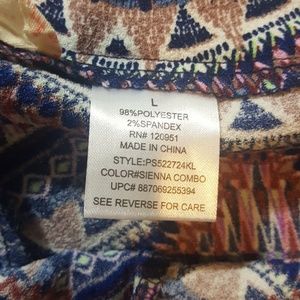 L
98%POLYESTER
2%SPANDEX
RN# 120951
MADE IN CHINA
STYLE:PS522724KL
COLOR#SIENNA COMBO
UPC# 887069255394
SEE REVERSE FOR CARE